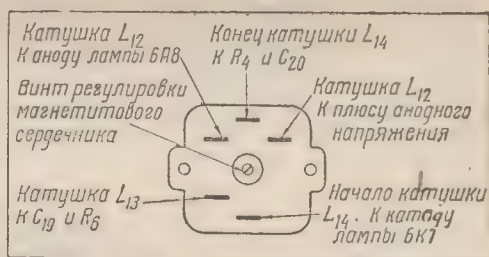 Катушка L12
К аноду лампы 6А8
Конец катушки L14
к R4 и C20
Винт регулировки
магнетитового
сердечника
Катушка L12
К плюсу анодного
напряжения
Катушка L13
к C19 и R6
Начало катушки
L14. К катоду
лампы 6К7